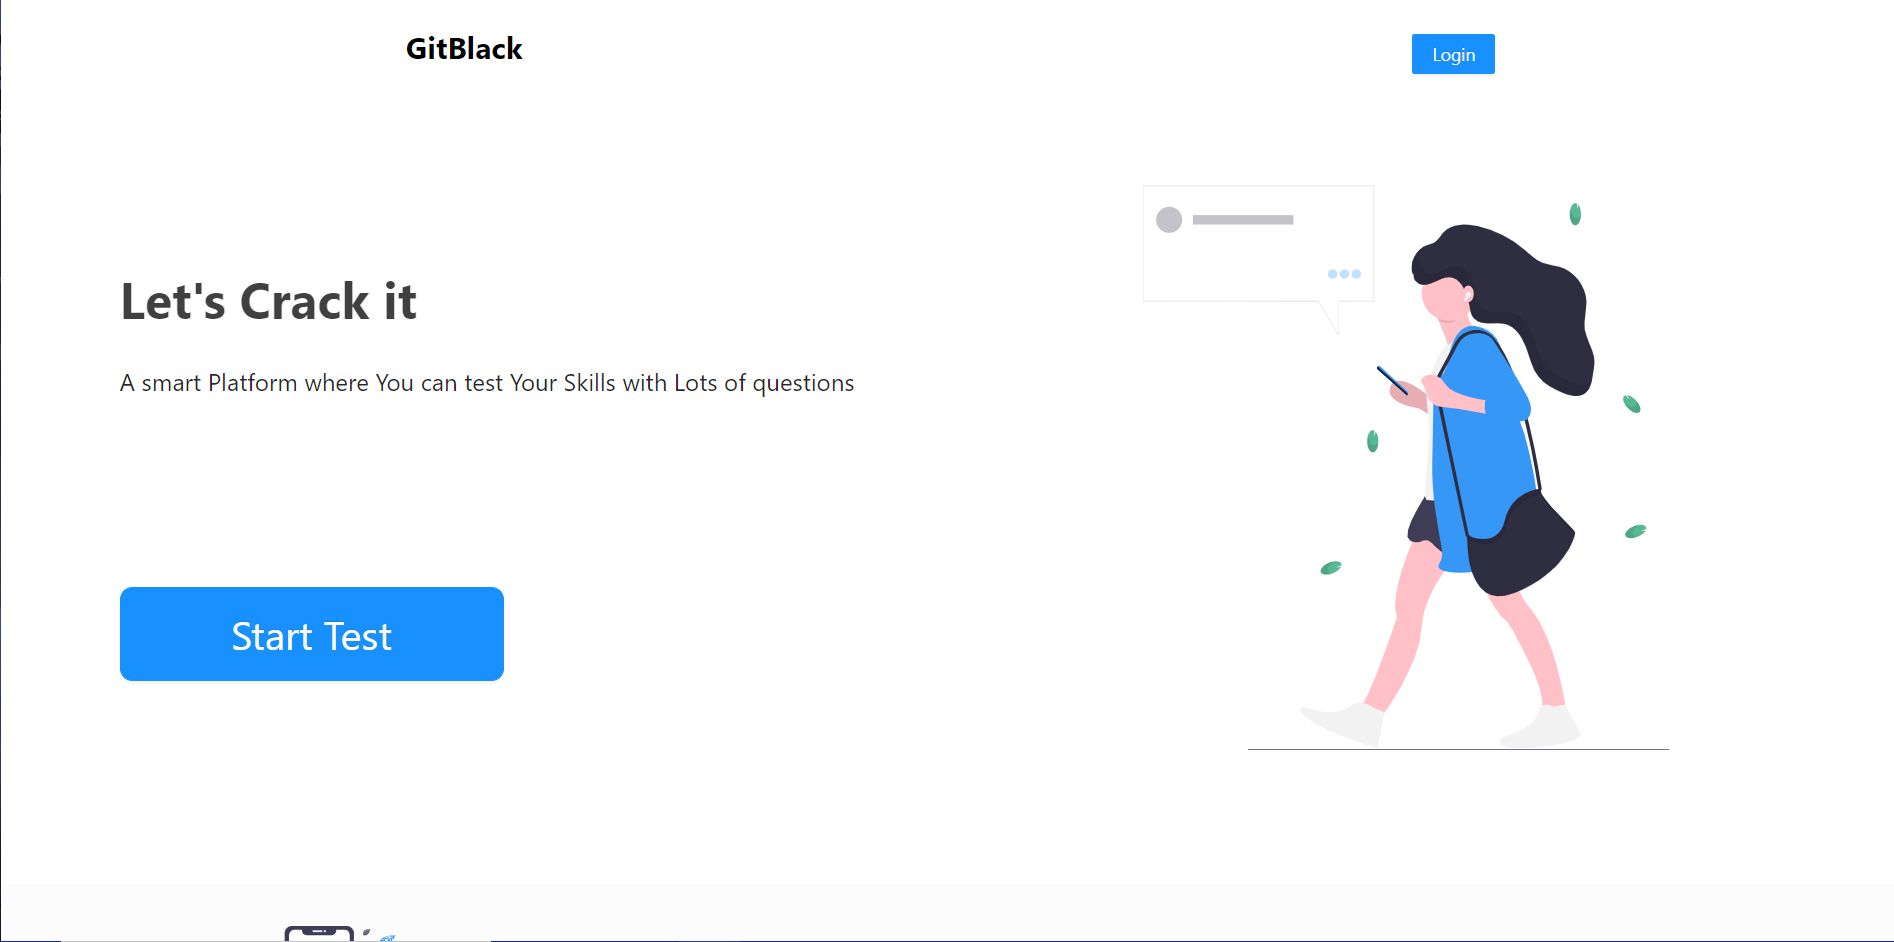 GitBlack
Login
Let's Crack it
A smart Platform where You can test Your Skills with Lots of questions
Start Test